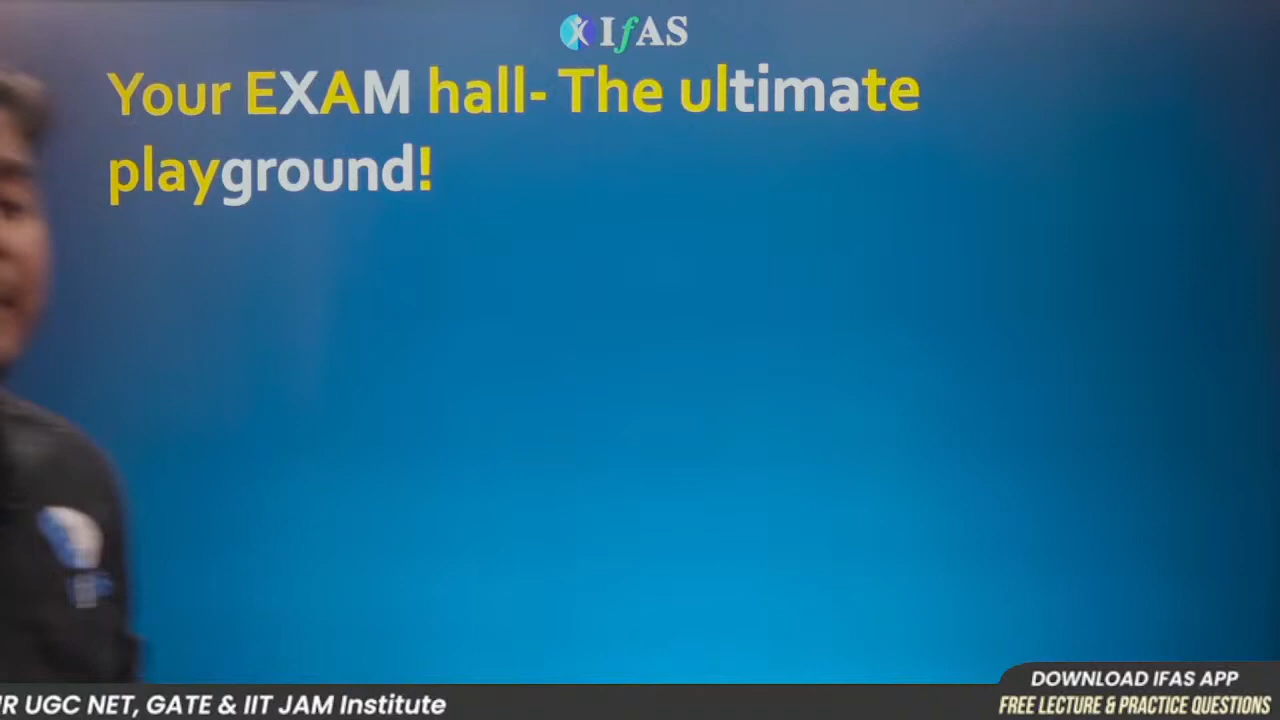 IfAS
Your EXAM hall- The ultimate
playground!
R UGC NET, GATE & IIT JAM Institute
DOWNLOAD IFAS APP
FREE LECTURE & PRACTICE QUESTIONS